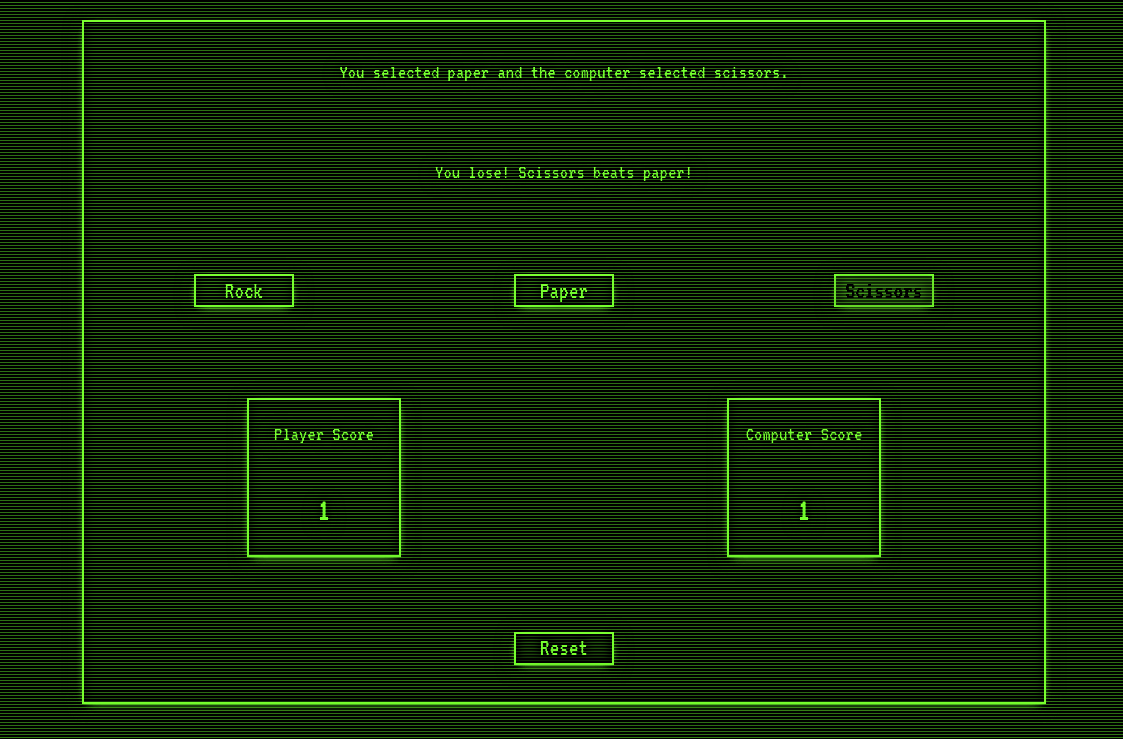 You selected paper and the computer selected scissors.
You lose! Scissors beats paper!
Rock Paper Scissors
Player Score Computer Score
1 1
Reset